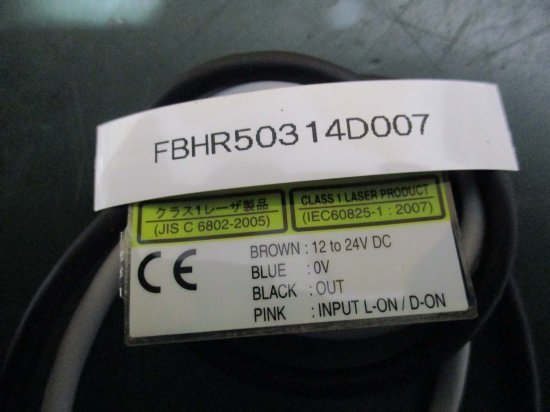 FBHR50314D007
クラス1レーザ製品
(JIS C 6802-2005)
CLASS 1 LASER PRODUCT
(IEC60825-1 : 2007)
CE
BROWN : 12 to 24V DC
BLUE : 0V
BLACK : OUT
PINK : INPUT L-ON / D-ON